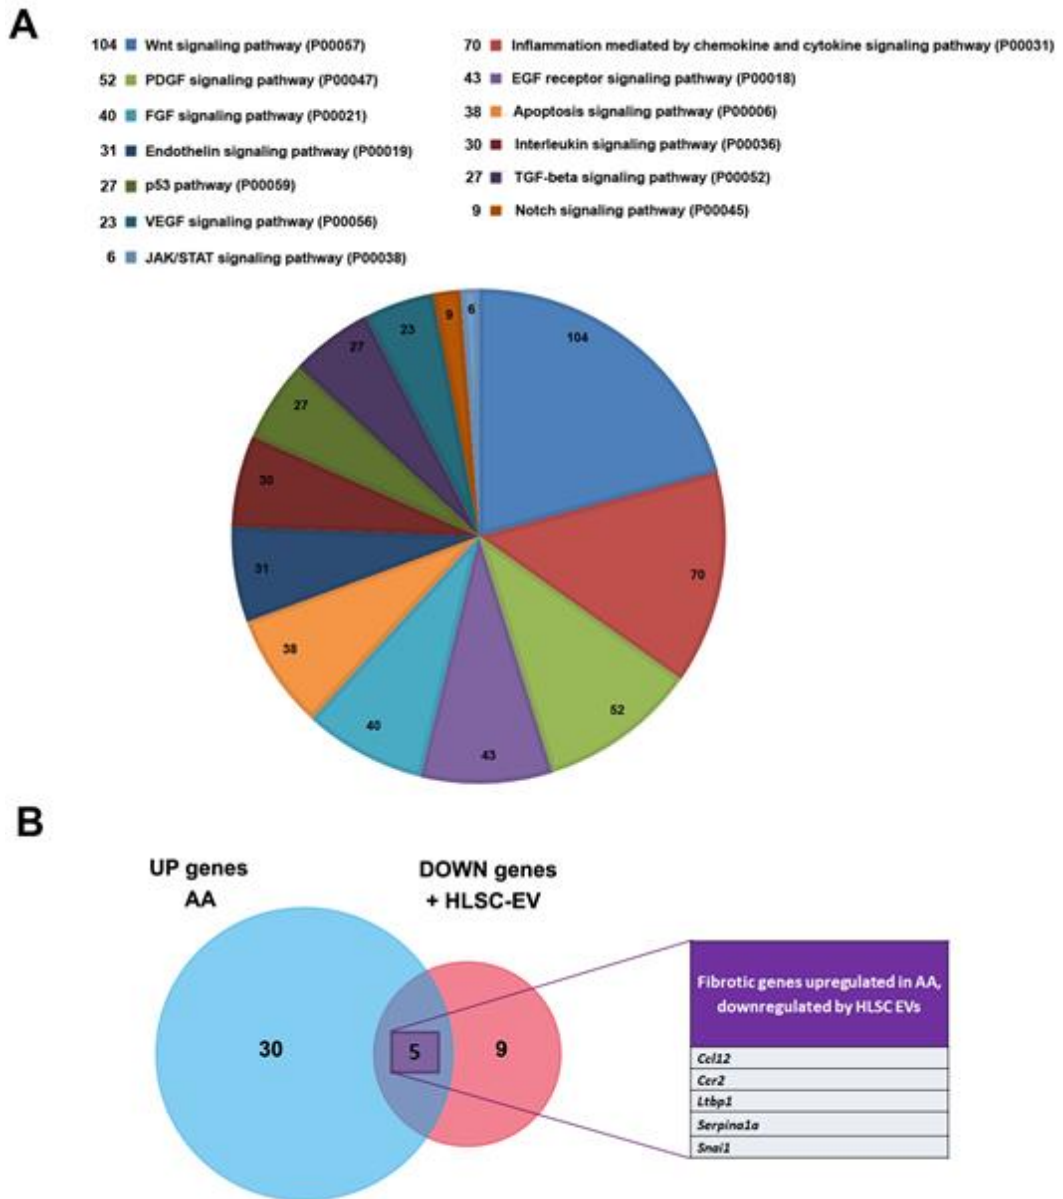 A
104 Wnt signaling pathway (P00057)
52 PDGF signaling pathway (P00047)
40 FGF signaling pathway (P00021)
31 Endothelin signaling pathway (P00019)
27 p53 pathway (P00059)
23 VEGF signaling pathway (P00056)
6 JAK/STAT signaling pathway (P00038)
70 Inflammation mediated by chemokine and cytokine signaling pathway (P00031)
43 EGF receptor signaling pathway (P00018)
38 Apoptosis signaling pathway (P00006)
30 Interleukin signaling pathway (P00036)
27 TGF-beta signaling pathway (P00052)
9 Notch signaling pathway (P00045)
104
70
52
43
40
38
31
30
27
27
23
9
6
B
UP genes
AA
DOWN genes
+ HLSC-EV
30
5
9
Fibrotic genes upregulated in AA,
downregulated by HLSC EVs
Ccl12
Ccr2
Ltbp1
Serpina1a
Snai1